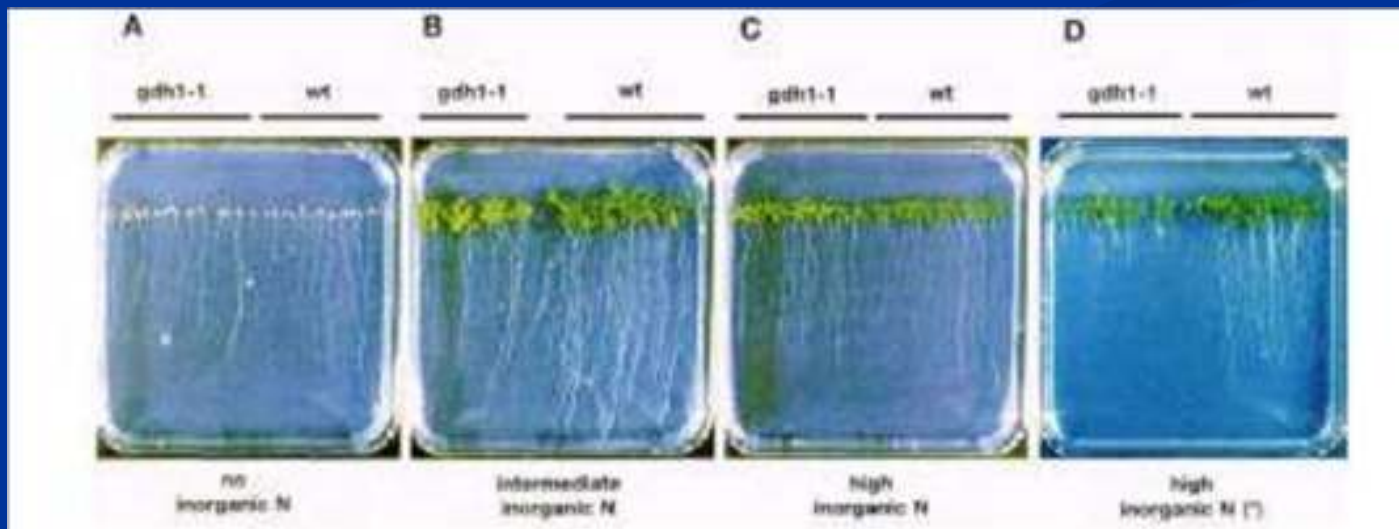 A B C D
gdh1-1 wt gdh1-1 wt gdh1-1 wt gdh1-1 wt
no intermediate high high
inorganic N inorganic N inorganic N inorganic N (*)